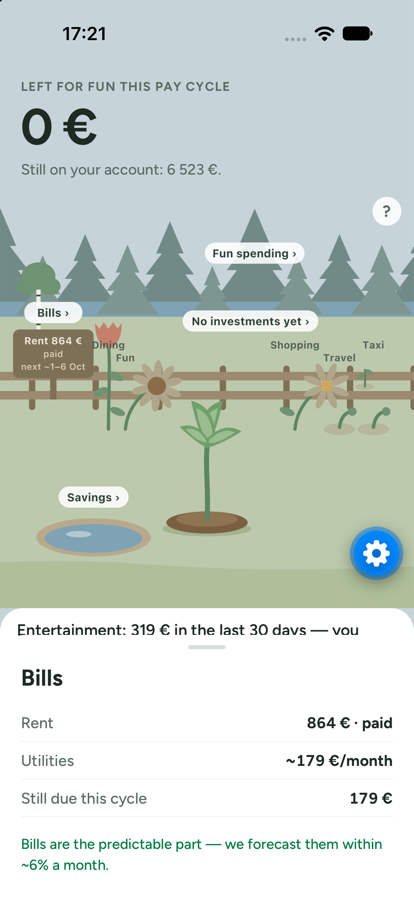 17:21
LEFT FOR FUN THIS PAY CYCLE
0 €
Still on your account: 6 523 €.
?
Fun spending ›
Bills ›
No investments yet ›
Rent 864 €
paid
next ~1–6 Oct
Dining
Fun
Shopping
Travel
Taxi
Savings ›
Entertainment: 319 € in the last 30 days — you
Bills
Rent 864 € · paid
Utilities ~179 €/month
Still due this cycle 179 €
Bills are the predictable part — we forecast them within
~6% a month.